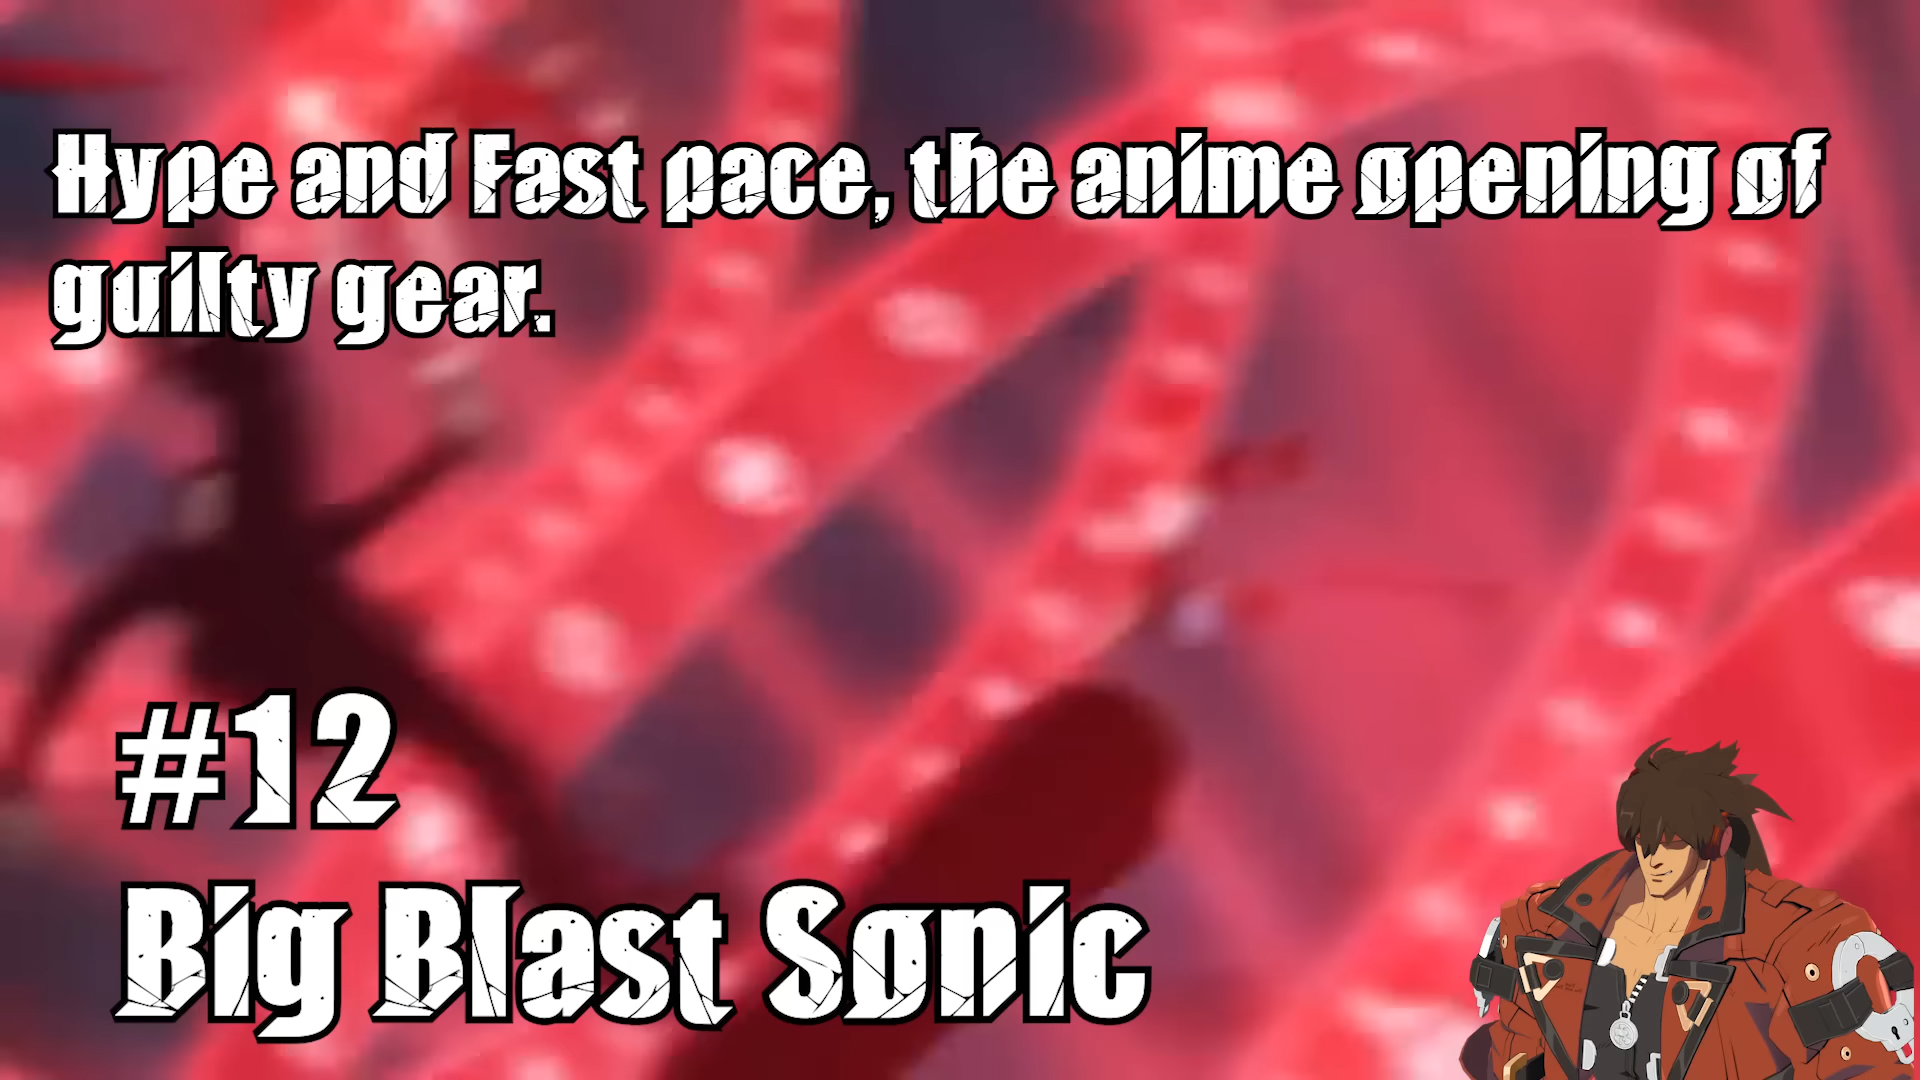 Hype and Fast pace, the anime opening of
guilty gear.
#12
Big Blast Sonic